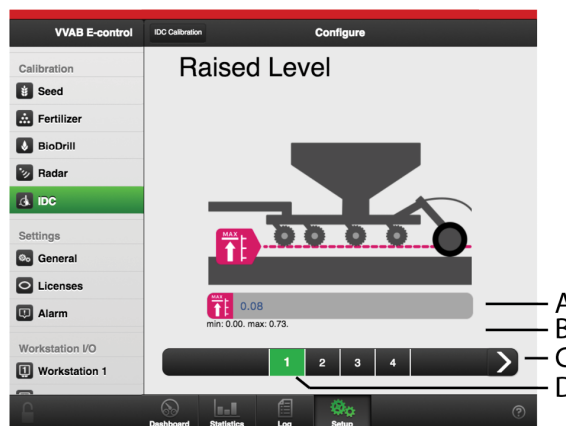 VVAB E-control
IDC Calibration
Configure
Calibration
Seed
Fertilizer
BioDrill
Radar
IDC
Settings
General
Licenses
Alarm
Workstation I/O
Workstation 1
Raised Level
MAX
MAX
0.08
min: 0.00. max: 0.73.
1 2 3 4
A
B
C
D
Dashboard Statistics Log Setup